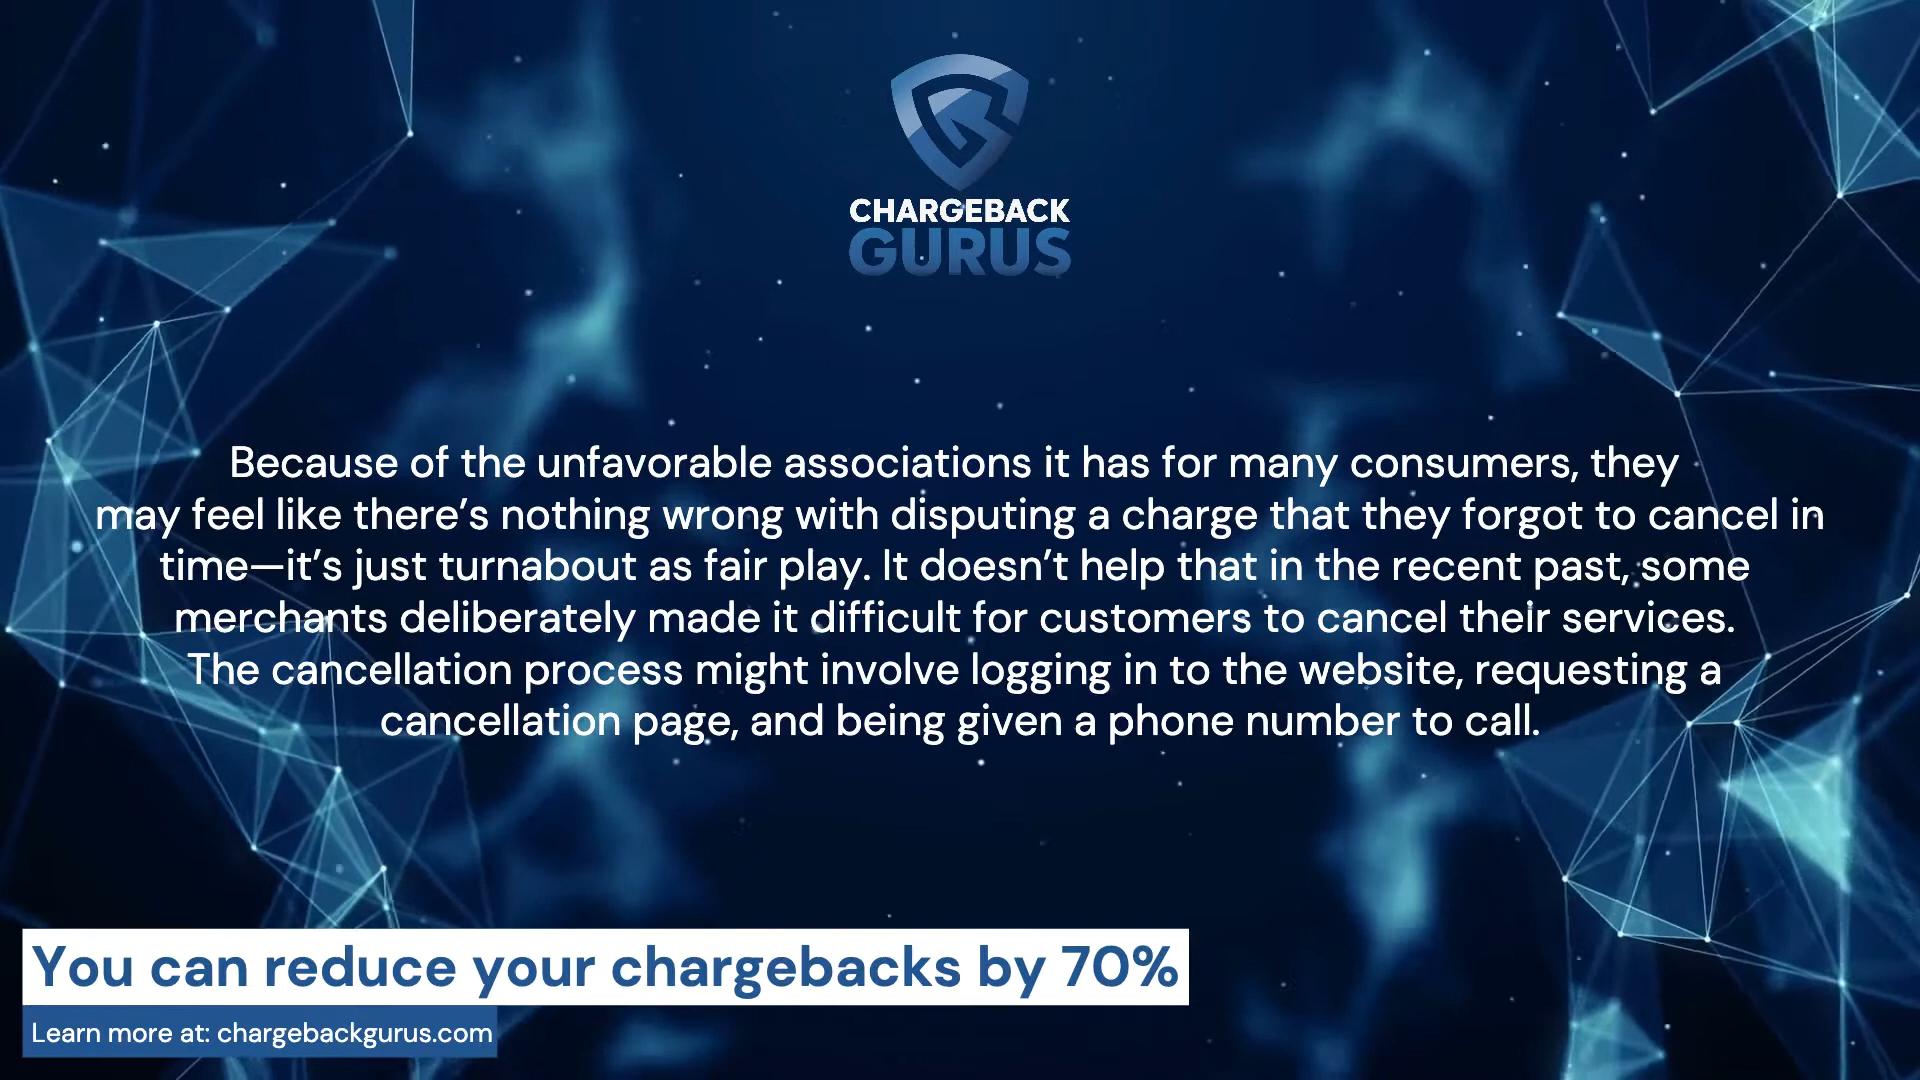 CHARGEBACK
GURUS
Because of the unfavorable associations it has for many consumers, they
may feel like there’s nothing wrong with disputing a charge that they forgot to cancel in
time—it’s just turnabout as fair play. It doesn’t help that in the recent past, some
merchants deliberately made it difficult for customers to cancel their services.
The cancellation process might involve logging in to the website, requesting a
cancellation page, and being given a phone number to call.
You can reduce your chargebacks by 70%
Learn more at: chargebackgurus.com